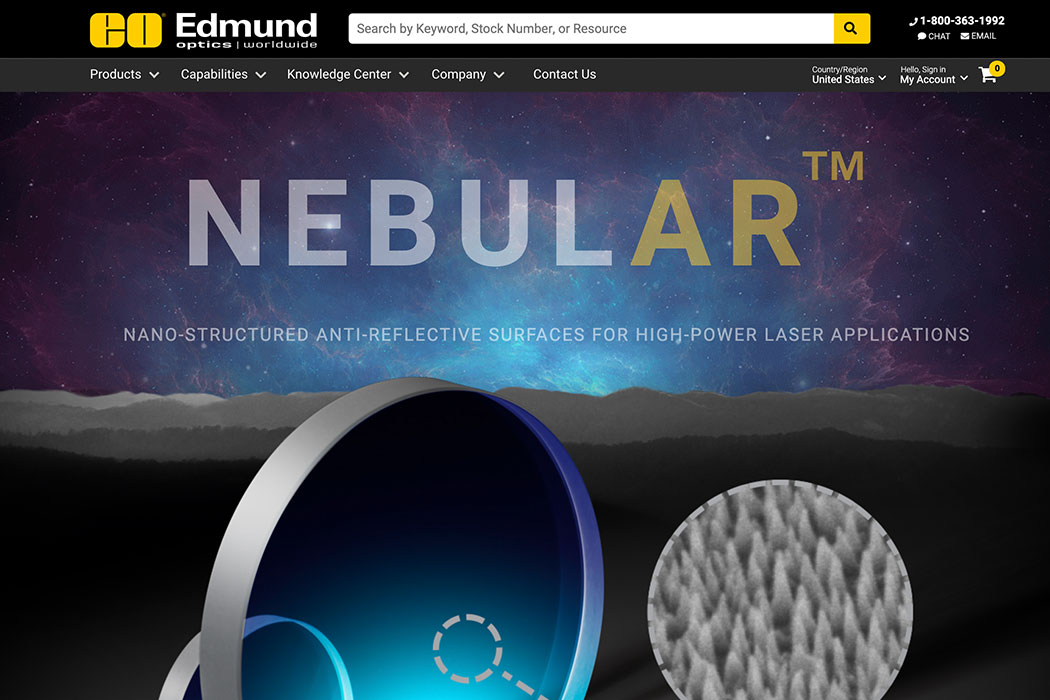 EO ® Edmund
optics | worldwide
Search by Keyword, Stock Number, or Resource
1-800-363-1992
CHAT EMAIL
Products Capabilities Knowledge Center Company Contact Us
Country/Region
United States
Hello, Sign in
My Account
0
NEBULAR™
NANO-STRUCTURED ANTI-REFLECTIVE SURFACES FOR HIGH-POWER LASER APPLICATIONS